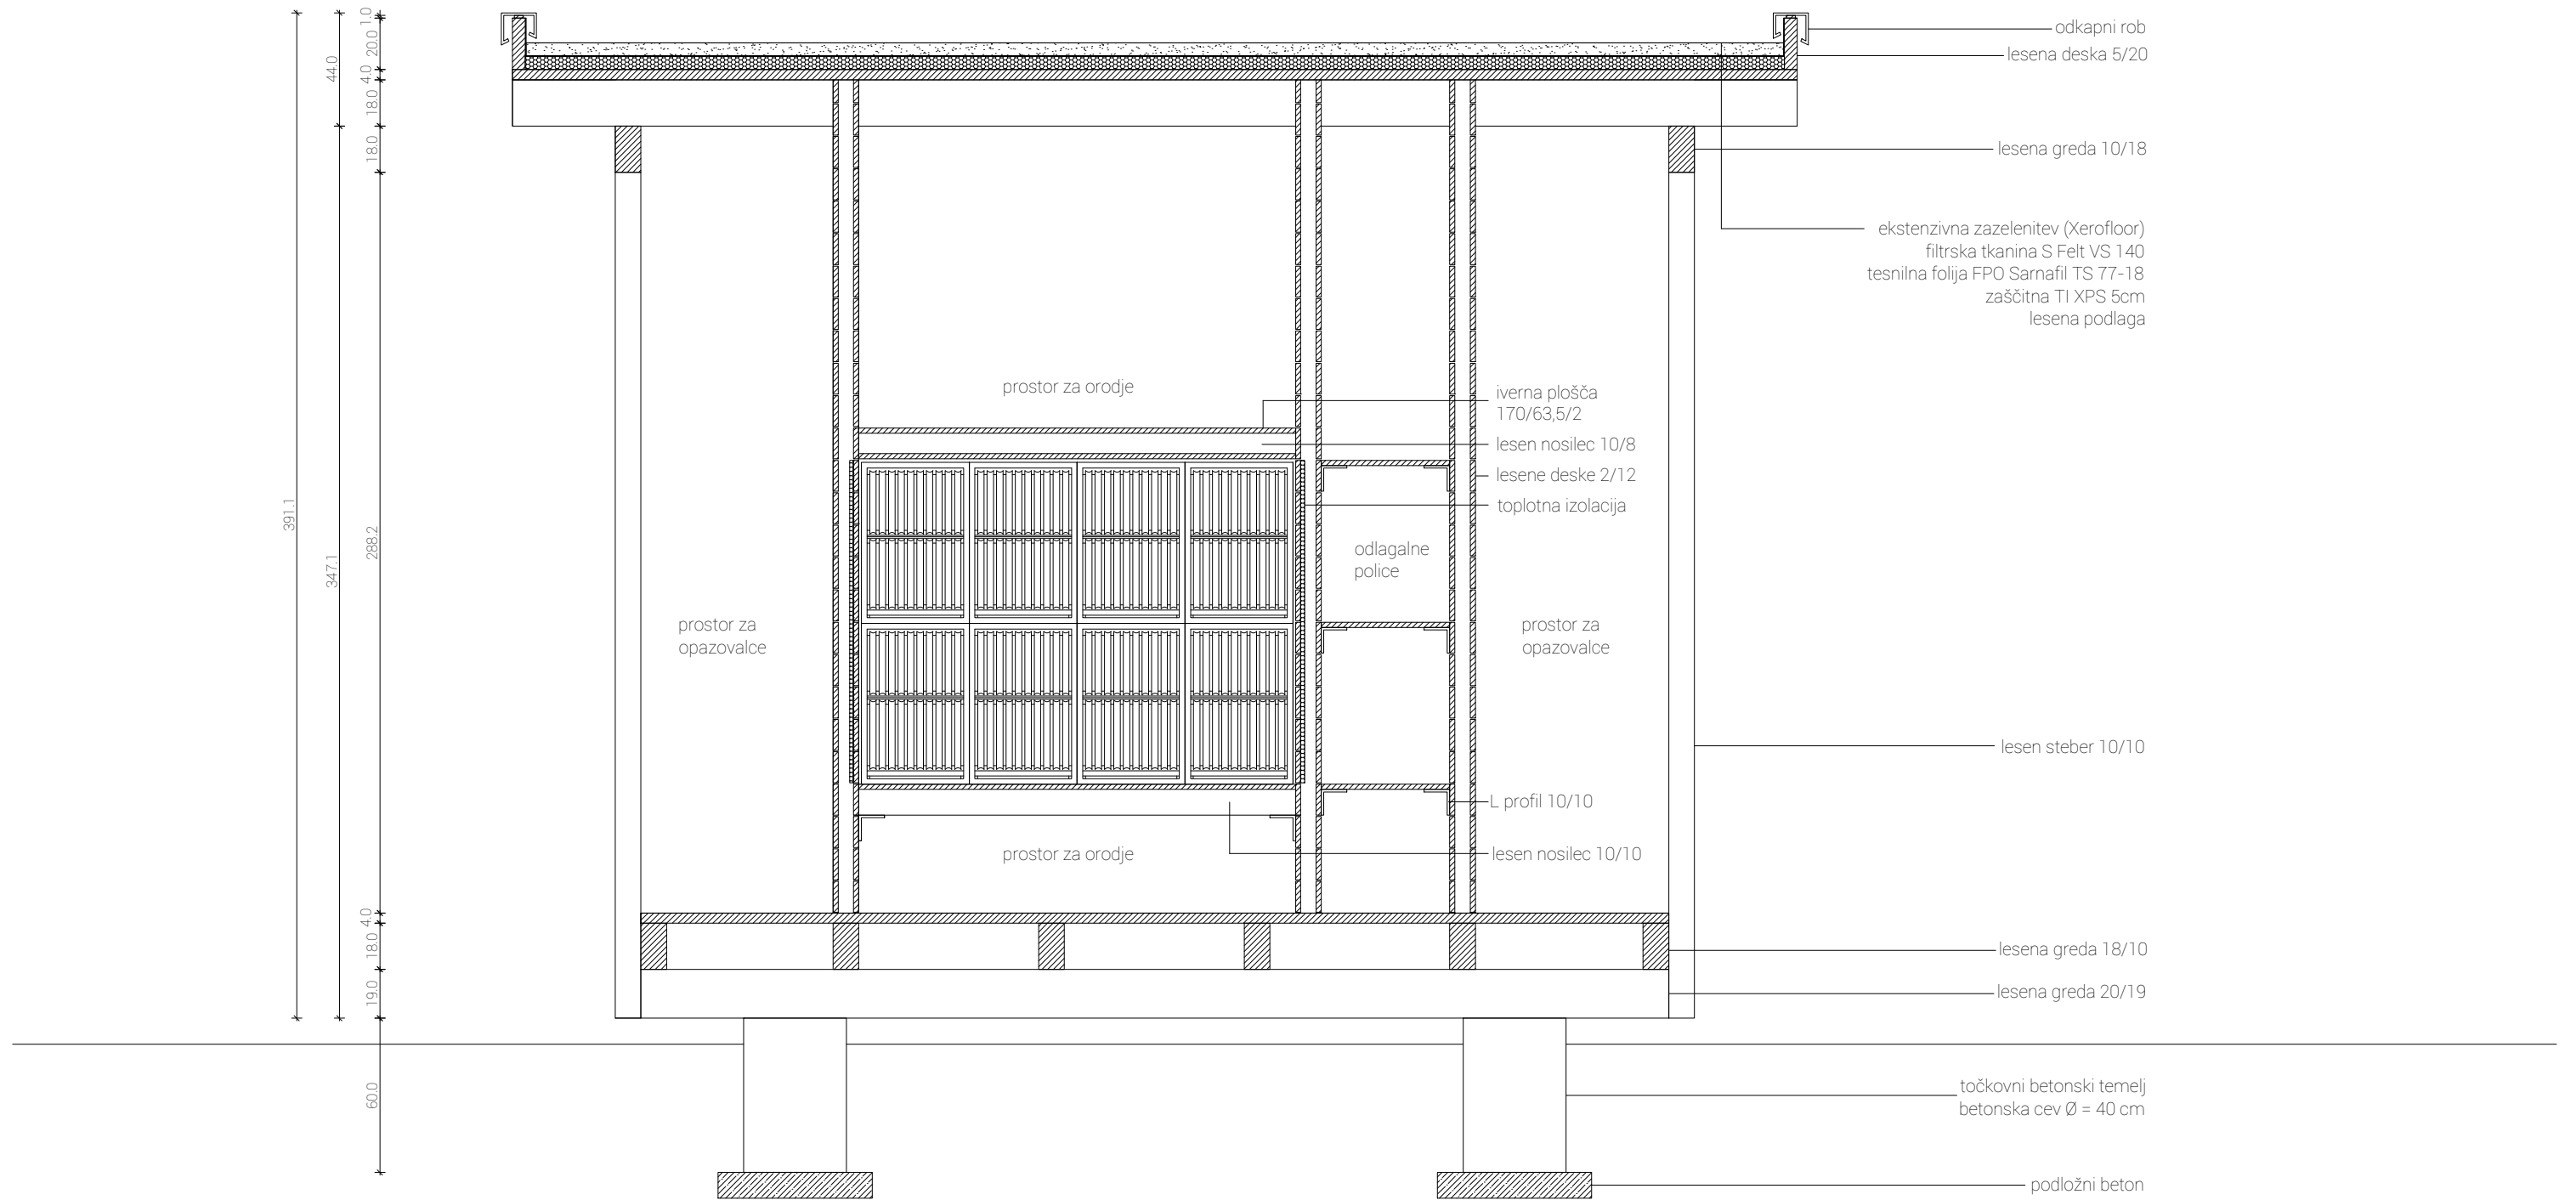 391.1
44.0
347.1
1.0
20.0
4.0
18.0
18.0
288.2
4.0
18.0
19.0
60.0
odkapni rob
lesena deska 5/20
lesena greda 10/18
ekstenzivna zazelenitev (Xerofloor)
filtrska tkanina S Felt VS 140
tesnilna folija FPO Sarnafil TS 77-18
zaščitna TI XPS 5cm
lesena podlaga
prostor za orodje
iverna plošča
170/63,5/2
lesen nosilec 10/8
lesene deske 2/12
toplotna izolacija
odlagalne
police
prostor za
opazovalce
prostor za
opazovalce
lesen steber 10/10
L profil 10/10
prostor za orodje
lesen nosilec 10/10
lesena greda 18/10
lesena greda 20/19
točkovni betonski temelj
betonska cev Ø = 40 cm
podložni beton